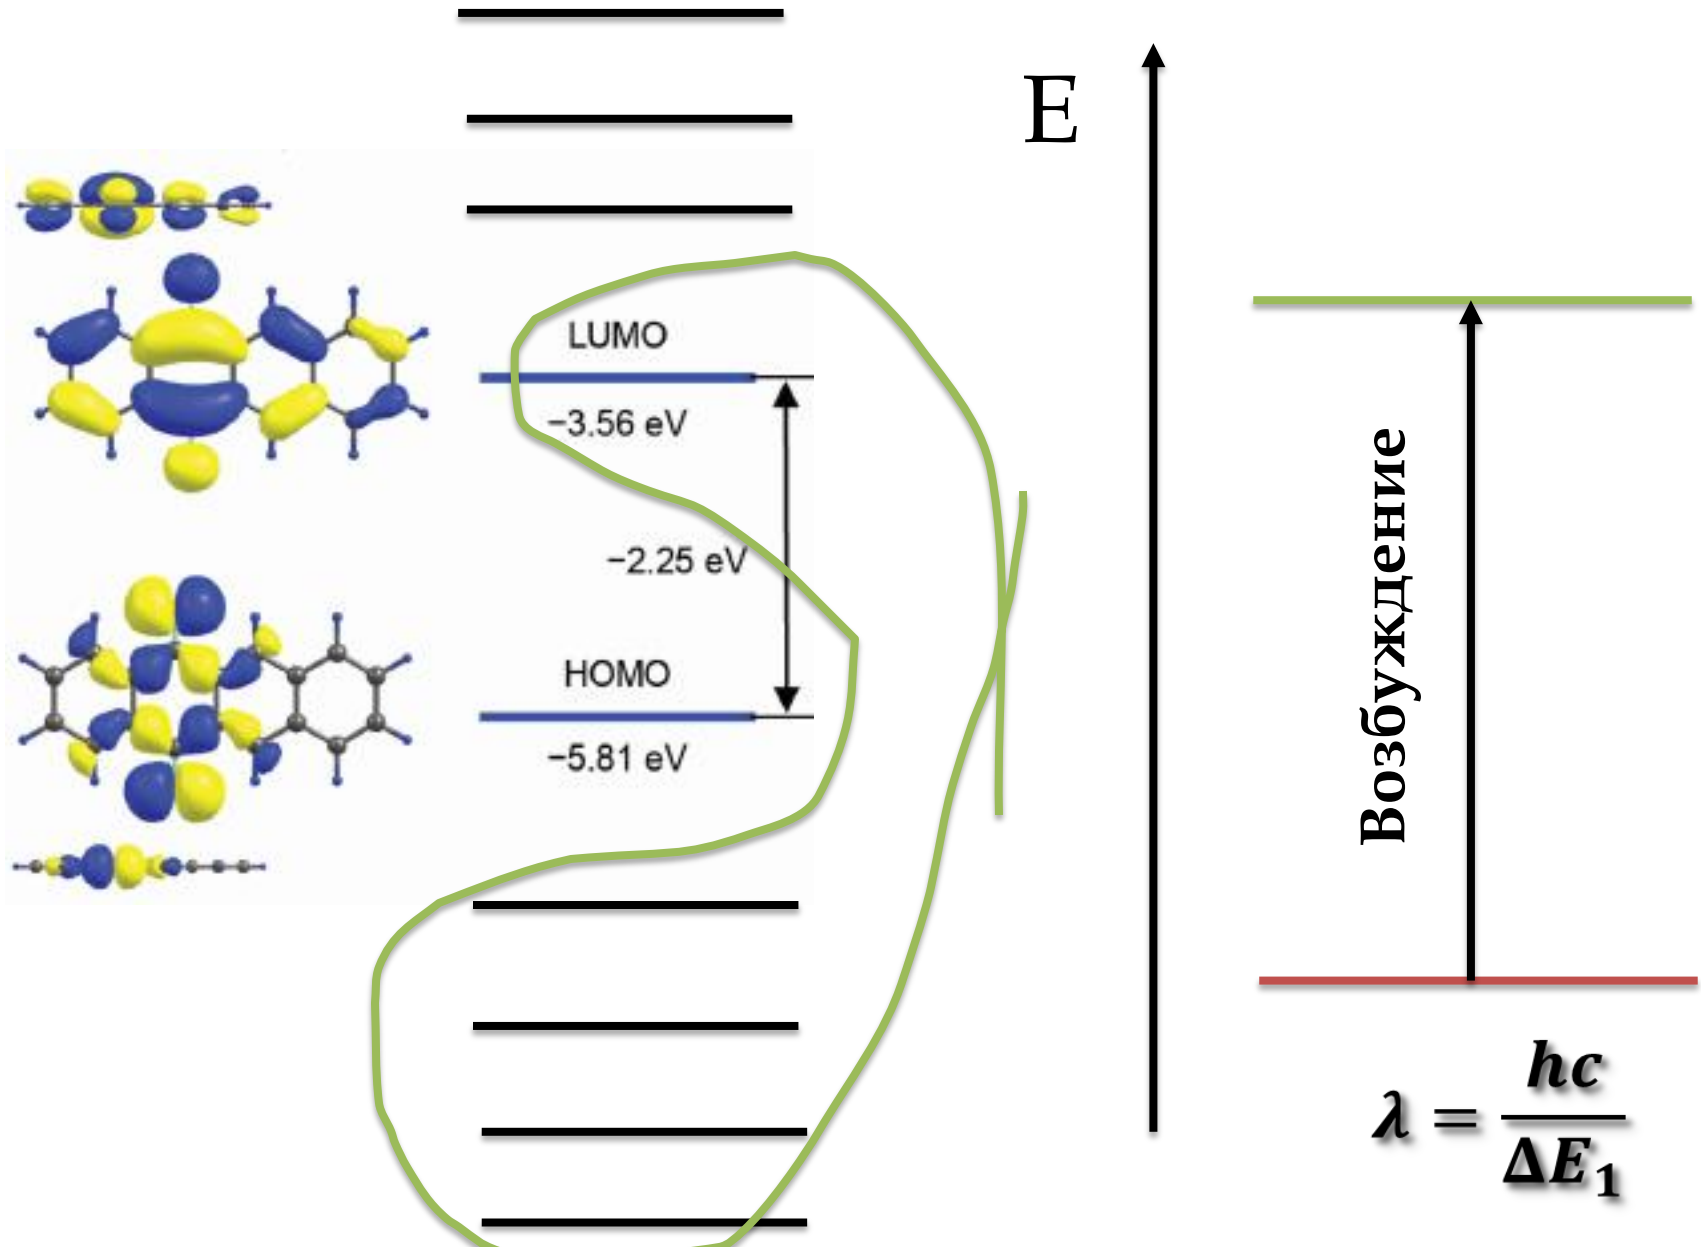 E
LUMO
−3.56 eV
−2.25 eV
HOMO
−5.81 eV
Возбуждение
λ = hc / ΔE₁